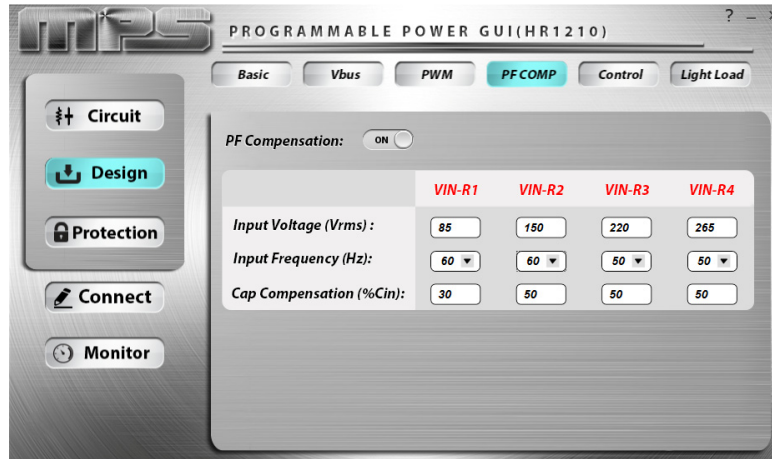 mps PROGRAMMABLE POWER GUI(HR1210) ? –
Basic Vbus PWM PF COMP Control Light Load
Circuit
Design
Protection
Connect
Monitor
PF Compensation: ON
VIN-R1 VIN-R2 VIN-R3 VIN-R4
Input Voltage (Vrms) : 85 150 220 265
Input Frequency (Hz): 60 60 50 50
Cap Compensation (%Cin): 30 50 50 50